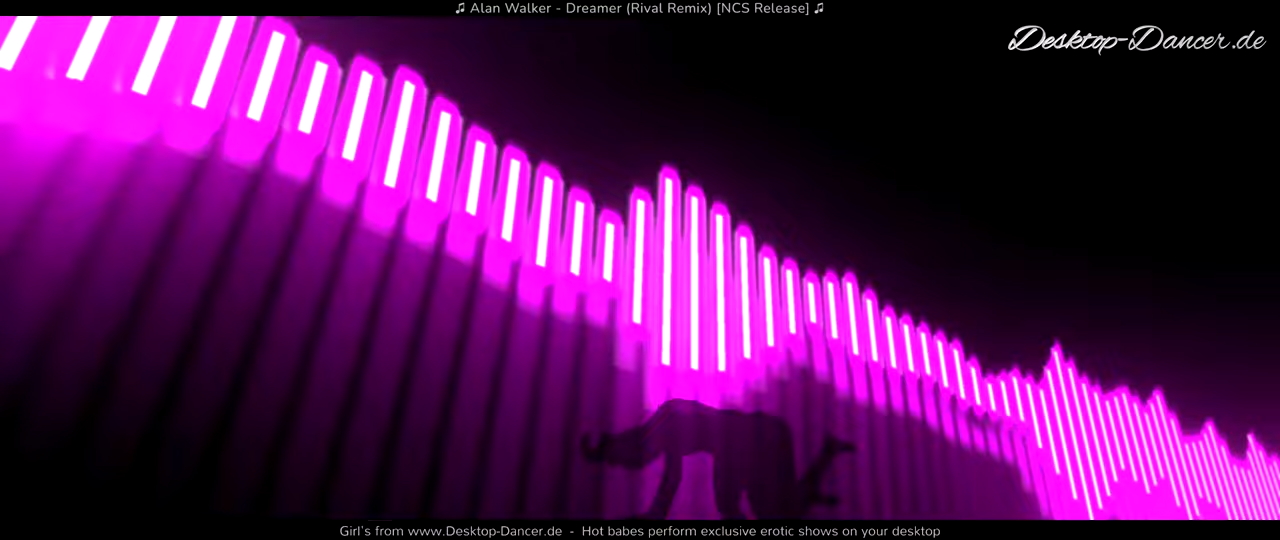 ♫ Alan Walker - Dreamer (Rival Remix) [NCS Release] ♫
Desktop-Dancer.de
Girl's from www.Desktop-Dancer.de - Hot babes perform exclusive erotic shows on your desktop